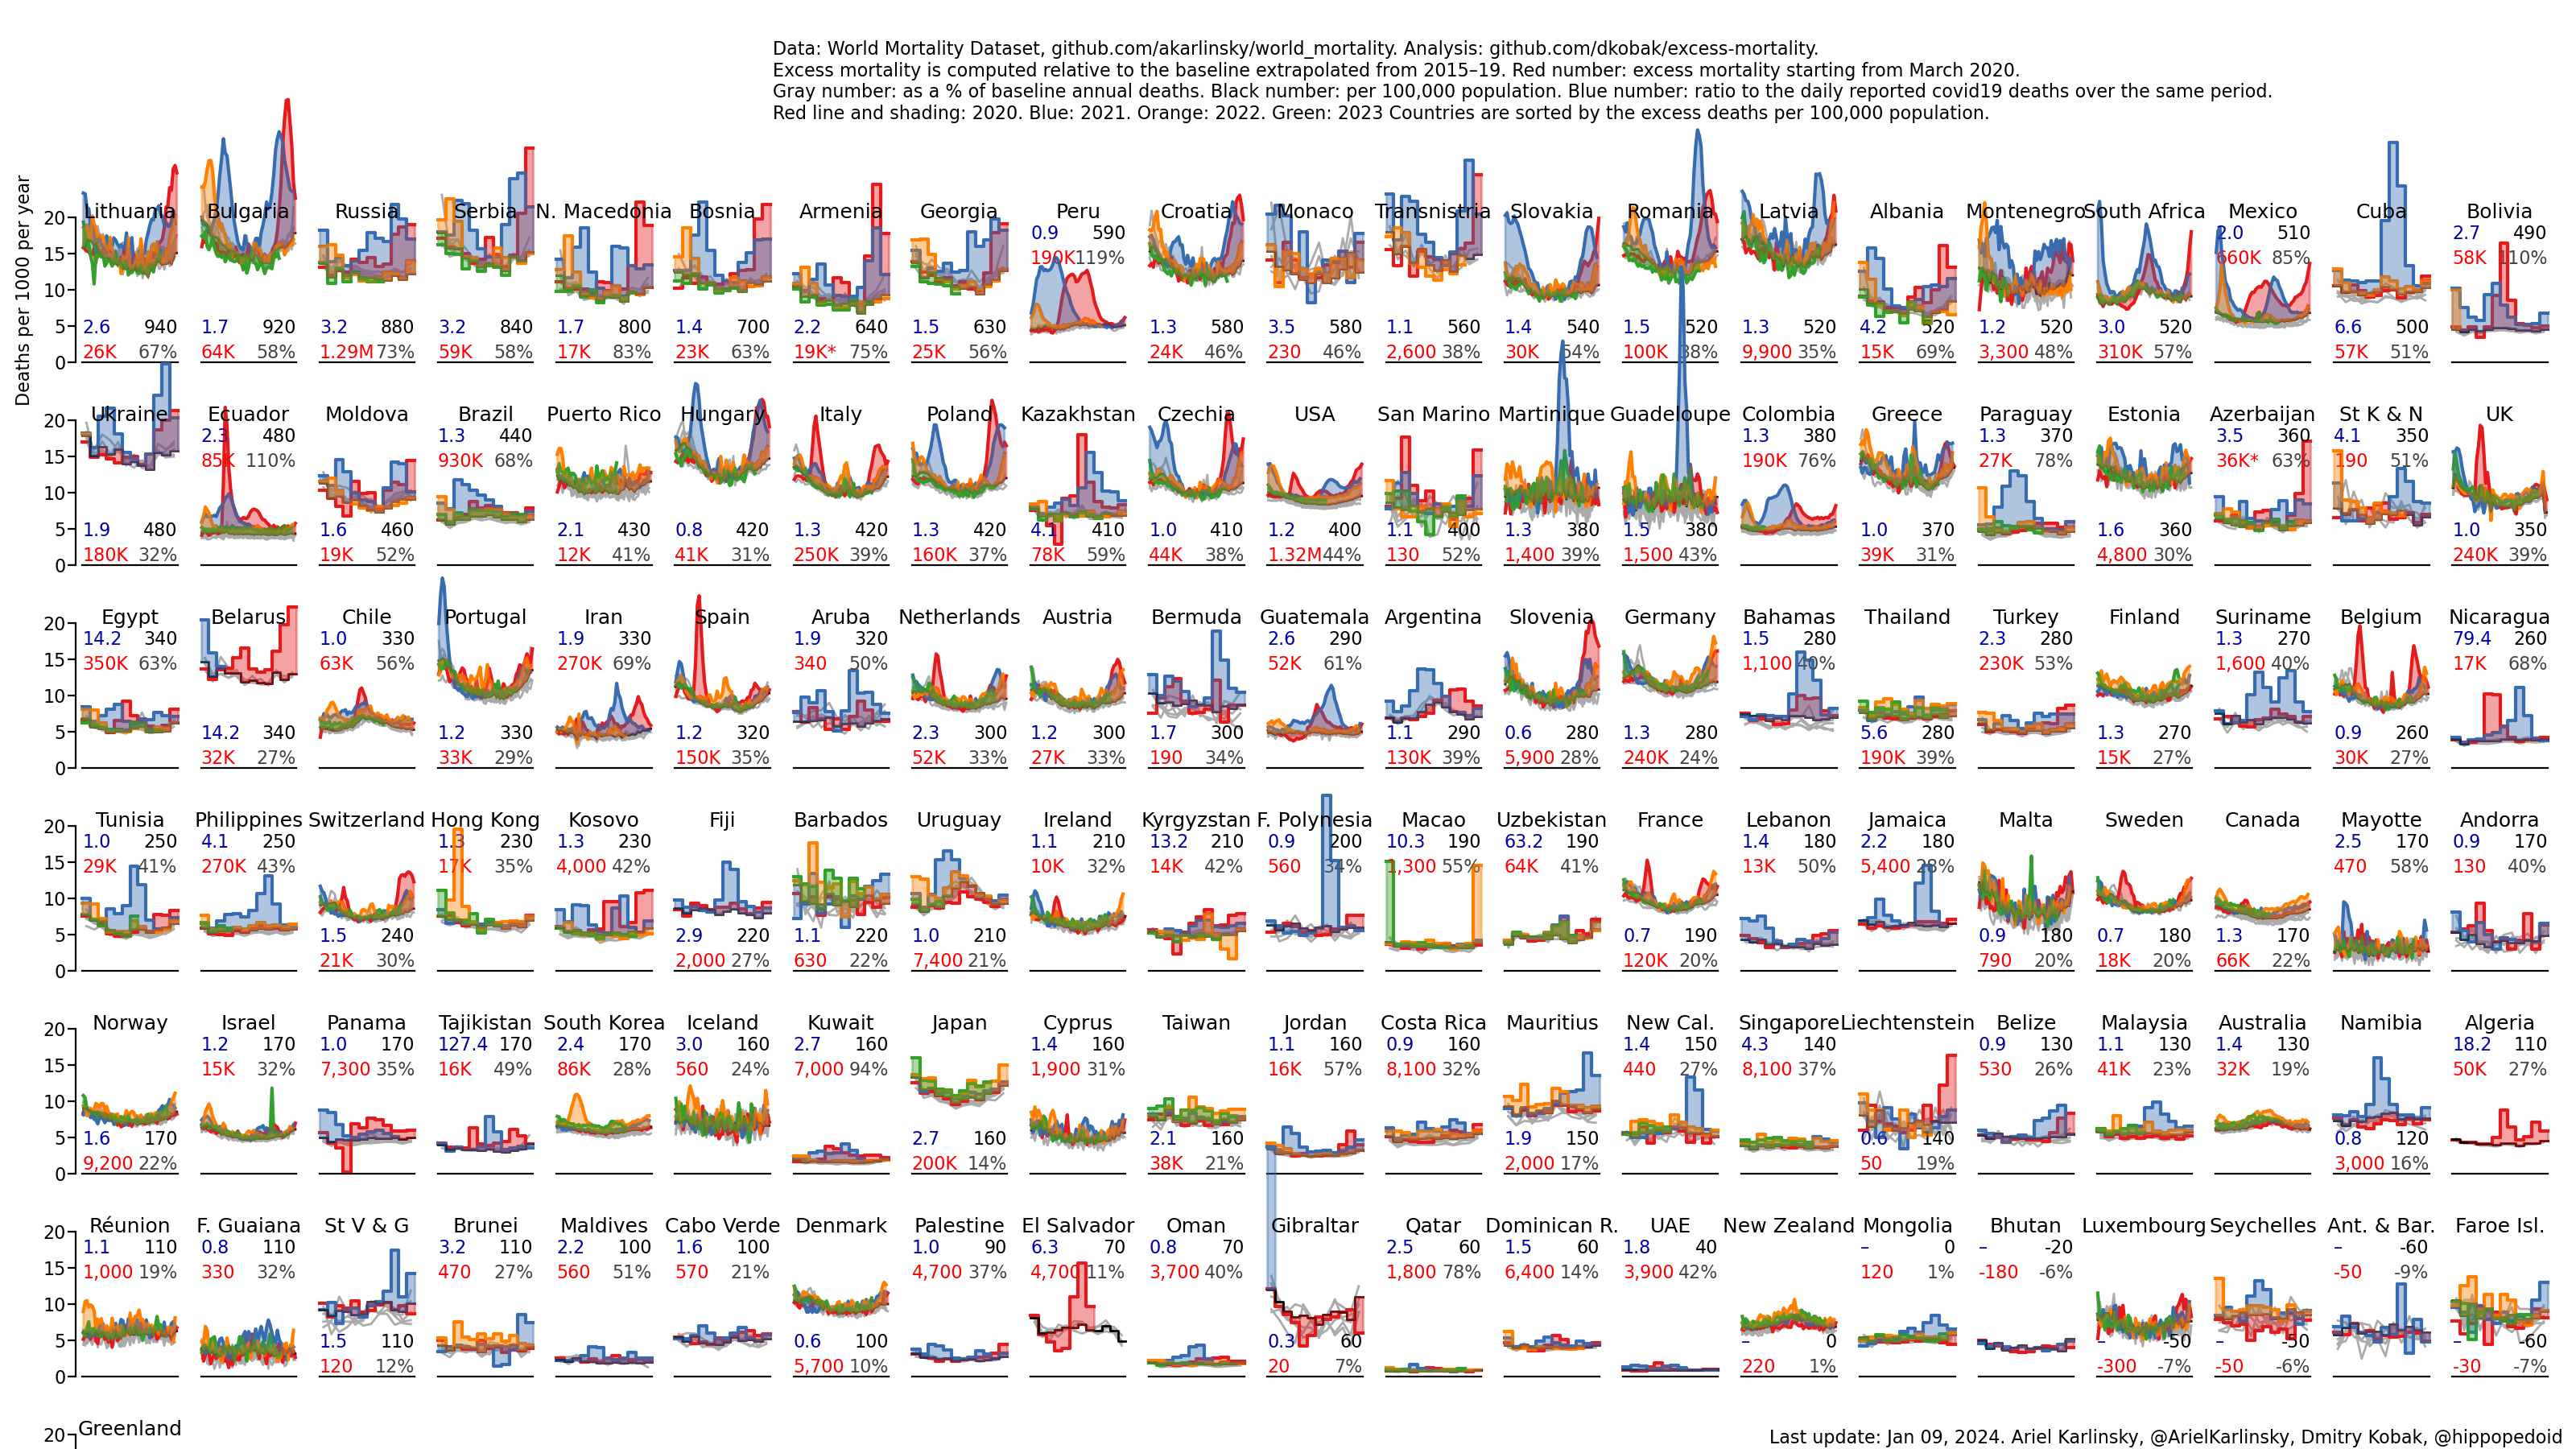 Data: World Mortality Dataset, github.com/akarlinsky/world_mortality. Analysis: github.com/dkobak/excess-mortality.
Excess mortality is computed relative to the baseline extrapolated from 2015–19. Red number: excess mortality starting from March 2020.
Gray number: as a % of baseline annual deaths. Black number: per 100,000 population. Blue number: ratio to the daily reported covid19 deaths over the same period.
Red line and shading: 2020. Blue: 2021. Orange: 2022. Green: 2023 Countries are sorted by the excess deaths per 100,000 population.
Deaths per 1000 per year
20 Lithuania Bulgaria Russia Serbia N. Macedonia Bosnia Armenia Georgia Peru Croatia Monaco Transnistria Slovakia Romania Latvia Albania Montenegro South Africa Mexico Cuba Bolivia
0.9 590 2.0 510 2.7 490
15 190K 119% 660K 85% 58K 110%
10
5 2.6 940 1.7 920 3.2 880 3.2 840 1.7 800 1.4 700 2.2 640 1.5 630 1.3 580 3.5 580 1.1 560 1.4 540 1.5 520 1.3 520 4.2 520 1.2 520 3.0 520 6.6 500
0 26K 67% 64K 58% 1.29M 73% 59K 58% 17K 83% 23K 63% 19K* 75% 25K 56% 24K 46% 230 46% 2,600 38% 30K 54% 100K 38% 9,900 35% 15K 69% 3,300 48% 310K 57% 57K 51%
20 Ukraine Ecuador Moldova Brazil Puerto Rico Hungary Italy Poland Kazakhstan Czechia USA San Marino Martinique Guadeloupe Colombia Greece Paraguay Estonia Azerbaijan St K & N UK
2.3 480 1.3 440 1.3 380 1.3 370 3.5 360 4.1 350
15 85K 110% 930K 68% 190K 76% 27K 78% 36K* 63% 190 51%
10
5 1.9 480 1.6 460 2.1 430 0.8 420 1.3 420 1.3 420 4.1 410 1.0 410 1.2 400 1.1 400 1.3 380 1.5 380 1.0 370 1.6 360 1.0 350
0 180K 32% 19K 52% 12K 41% 41K 31% 250K 39% 160K 37% 78K 59% 44K 38% 1.32M 44% 130 52% 1,400 39% 1,500 43% 39K 31% 4,800 30% 240K 39%
20 Egypt Belarus Chile Portugal Iran Spain Aruba Netherlands Austria Bermuda Guatemala Argentina Slovenia Germany Bahamas Thailand Turkey Finland Suriname Belgium Nicaragua
14.2 340 1.0 330 1.9 330 1.9 320 2.6 290 1.5 280 2.3 280 1.3 270 79.4 260
15 350K 63% 63K 56% 270K 69% 340 50% 52K 61% 1,100 40% 230K 53% 1,600 40% 17K 68%
10
5 14.2 340 1.2 330 1.2 320 2.3 300 1.2 300 1.7 300 1.1 290 0.6 280 1.3 280 5.6 280 1.3 270 0.9 260
0 32K 27% 33K 29% 150K 35% 52K 33% 27K 33% 190 34% 130K 39% 5,900 28% 240K 24% 190K 39% 15K 27% 30K 27%
20 Tunisia Philippines Switzerland Hong Kong Kosovo Fiji Barbados Uruguay Ireland Kyrgyzstan F. Polynesia Macao Uzbekistan France Lebanon Jamaica Malta Sweden Canada Mayotte Andorra
1.0 250 4.1 250 1.3 230 1.3 230 1.1 210 13.2 210 0.9 200 10.3 190 63.2 190 1.4 180 2.2 180 2.5 170 0.9 170
15 29K 41% 270K 43% 17K 35% 4,000 42% 10K 32% 14K 42% 560 34% 1,300 55% 64K 41% 13K 50% 5,400 28% 470 58% 130 40%
10
5 1.5 240 2.9 220 1.1 220 1.0 210 0.7 190 0.9 180 0.7 180 1.3 170
0 21K 30% 2,000 27% 630 22% 7,400 21% 120K 20% 790 20% 18K 20% 66K 22%
20 Norway Israel Panama Tajikistan South Korea Iceland Kuwait Japan Cyprus Taiwan Jordan Costa Rica Mauritius New Cal. Singapore Liechtenstein Belize Malaysia Australia Namibia Algeria
1.2 170 1.0 170 127.4 170 2.4 170 3.0 160 2.7 160 1.4 160 1.1 160 0.9 160 1.4 150 4.3 140 0.9 130 1.1 130 1.4 130 18.2 110
15 15K 32% 7,300 35% 16K 49% 86K 28% 560 24% 7,000 94% 1,900 31% 16K 57% 8,100 32% 440 27% 8,100 37% 530 26% 41K 23% 32K 19% 50K 27%
10
5 1.6 170 2.7 160 2.1 160 1.9 150 0.6 140 0.8 120
0 9,200 22% 200K 14% 38K 21% 2,000 17% 50 19% 3,000 16%
20 Réunion F. Guaiana St V & G Brunei Maldives Cabo Verde Denmark Palestine El Salvador Oman Gibraltar Qatar Dominican R. UAE New Zealand Mongolia Bhutan Luxembourg Seychelles Ant. & Bar. Faroe Isl.
1.1 110 0.8 110 3.2 110 2.2 100 1.6 100 1.0 90 6.3 70 0.8 70 2.5 60 1.5 60 1.8 40 – 0 – -20 – -60
15 1,000 19% 330 32% 470 27% 560 51% 570 21% 4,700 37% 4,700 11% 3,700 40% 1,800 78% 6,400 14% 3,900 42% 120 1% -180 -6% -50 -9%
10
5 1.5 110 0.6 100 0.3 60 – 0 – -50 – -50 – -60
0 120 12% 5,700 10% 20 7% 220 1% -300 -7% -50 -6% -30 -7%
20 Greenland
Last update: Jan 09, 2024. Ariel Karlinsky, @ArielKarlinsky, Dmitry Kobak, @hippopedoid